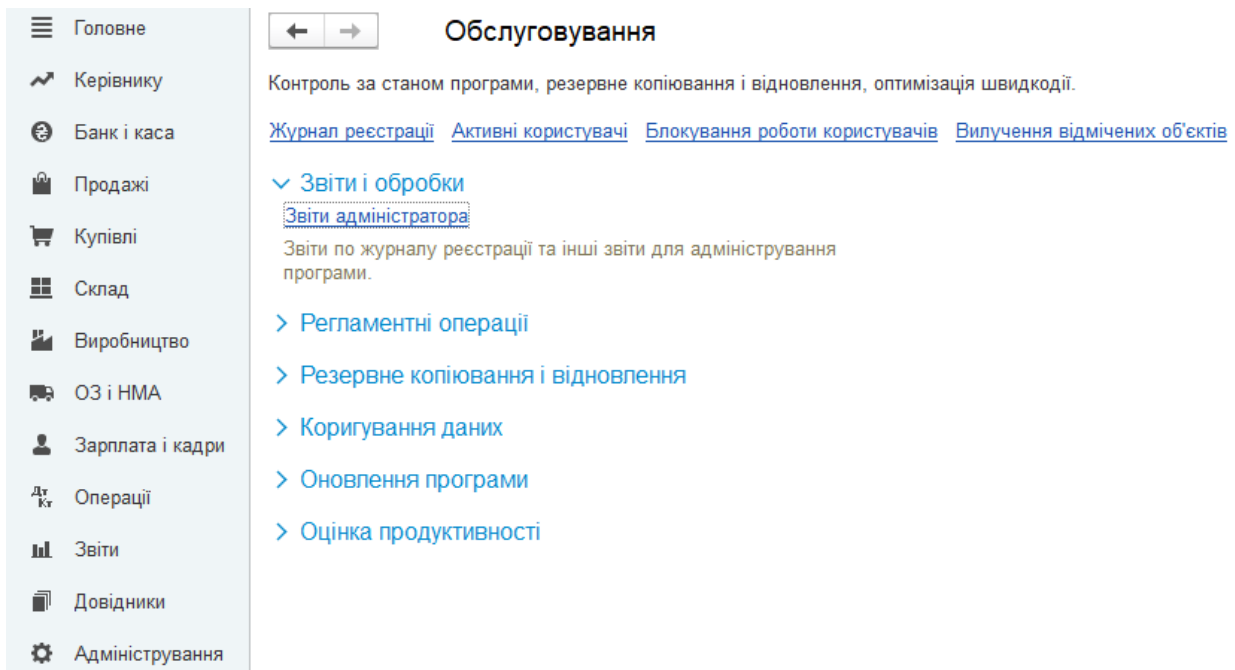 Головне
Керівнику
Банк і каса
Продажі
Купівлі
Склад
Виробництво
ОЗ і НМА
Зарплата і кадри
Дт Кт Операції
Звіти
Довідники
Адміністрування
Обслуговування
Контроль за станом програми, резервне копіювання і відновлення, оптимізація швидкодії.
Журнал реєстрації Активні користувачі Блокування роботи користувачів Вилучення відмічених об'єктів
Звіти і обробки
Звіти адміністратора
Звіти по журналу реєстрації та інші звіти для адміністрування
програми.
Регламентні операції
Резервне копіювання і відновлення
Коригування даних
Оновлення програми
Оцінка продуктивності